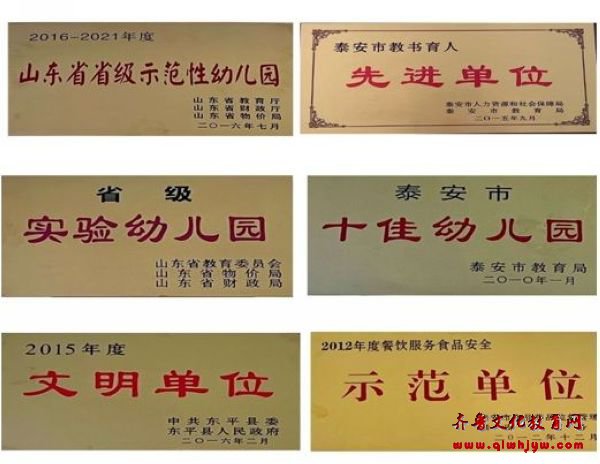 2016-2021年度
山东省省级示范性幼儿园
山东省教育厅
山东省财政厅
山东省物价局
二〇一六年七月
泰安市教书育人
先进单位
泰安市人力资源和社会保障局
泰安市教育局
二〇一五年九月
省级
实验幼儿园
山东省教育委员会
山东省物价局
山东省财政局
泰安市
十佳幼儿园
泰安市教育局
二〇一〇年一月
2015年度
文明单位
中共东平县委
东平县人民政府
二〇一六年二月
2012年度餐饮服务食品安全
示范单位
二〇一二年十二月
齐鲁文化教育网
www.qlwhjyw.com